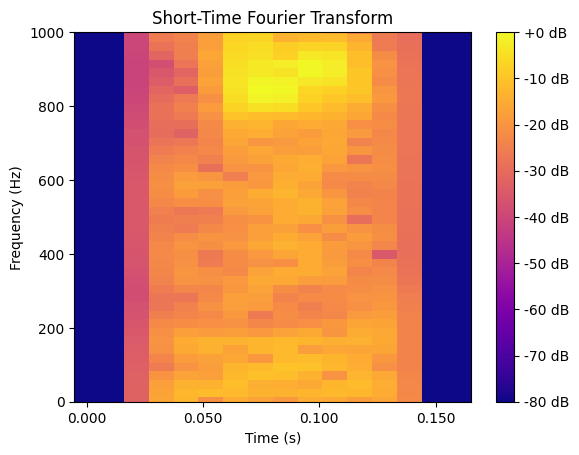 Short-Time Fourier Transform
1000
800
600
400
200
0
Frequency (Hz)
0.000
0.050
0.100
0.150
Time (s)
+0 dB
-10 dB
-20 dB
-30 dB
-40 dB
-50 dB
-60 dB
-70 dB
-80 dB